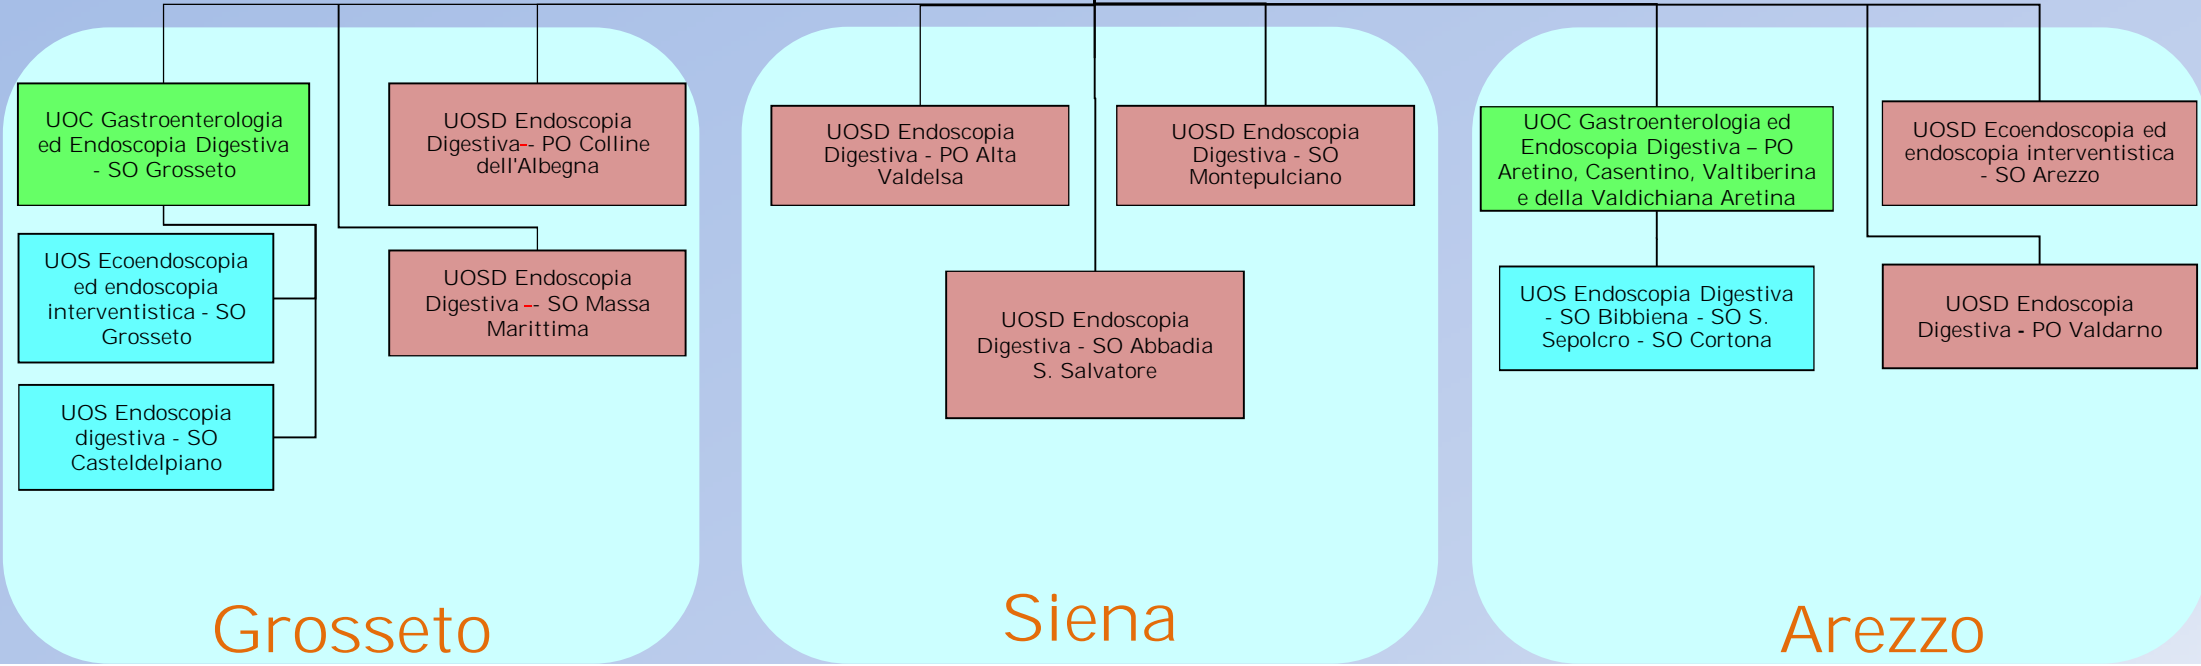 UOC Gastroenterologia
ed Endoscopia Digestiva
- SO Grosseto
UOS Ecoendoscopia
ed endoscopia
interventistica - SO
Grosseto
UOS Endoscopia
digestiva - SO
Casteldelpiano
UOSD Endoscopia
Digestiva-- PO Colline
dell'Albegna
UOSD Endoscopia
Digestiva -- SO Massa
Marittima
Grosseto
UOSD Endoscopia
Digestiva - PO Alta
Valdelsa
UOSD Endoscopia
Digestiva - SO
Montepulciano
UOSD Endoscopia
Digestiva - SO Abbadia
S. Salvatore
Siena
UOC Gastroenterologia ed
Endoscopia Digestiva – PO
Aretino, Casentino, Valtiberina
e della Valdichiana Aretina
UOS Endoscopia Digestiva
- SO Bibbiena - SO S.
Sepolcro - SO Cortona
UOSD Ecoendoscopia ed
endoscopia interventistica
- SO Arezzo
UOSD Endoscopia
Digestiva - PO Valdarno
Arezzo